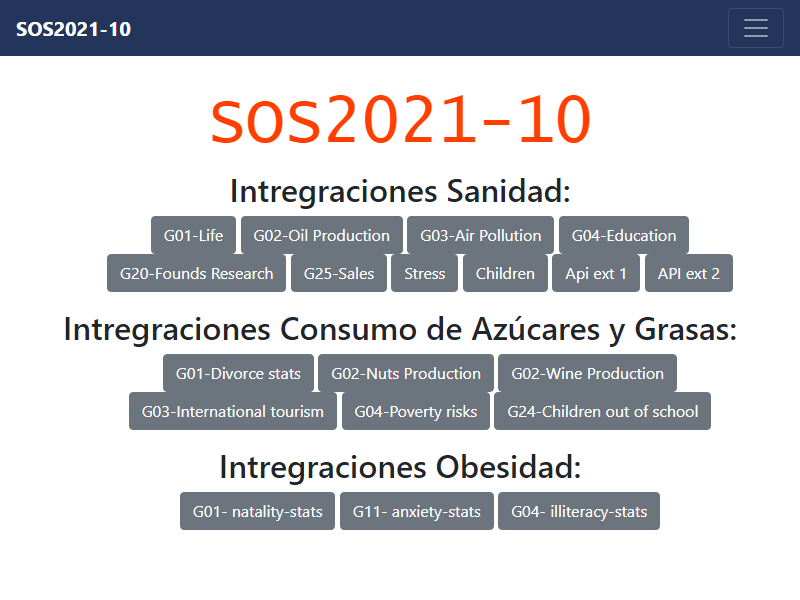 SOS2021-10
SOS2021-10
Intregraciones Sanidad:
G01-Life G02-Oil Production G03-Air Pollution G04-Education
G20-Founds Research G25-Sales Stress Children Api ext 1 API ext 2
Intregraciones Consumo de Azúcares y Grasas:
G01-Divorce stats G02-Nuts Production G02-Wine Production
G03-International tourism G04-Poverty risks G24-Children out of school
Intregraciones Obesidad:
G01- natality-stats G11- anxiety-stats G04- illiteracy-stats